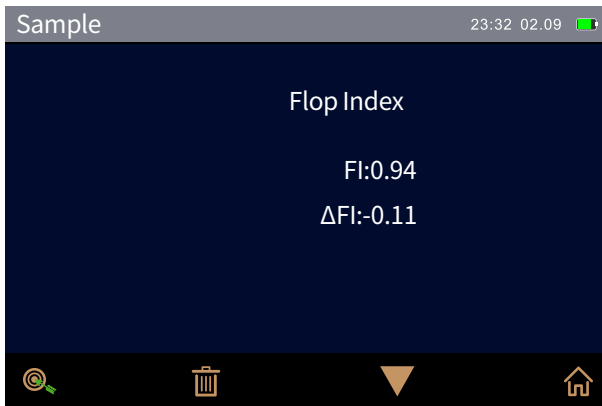 Sample
23:32 02.09
Flop Index
FI:0.94
ΔFI:-0.11